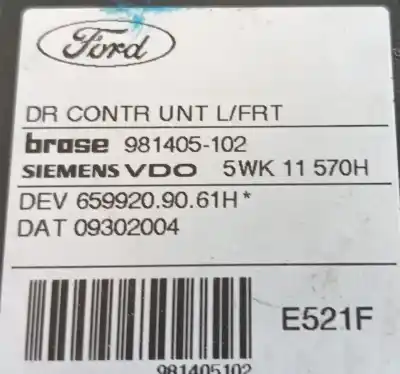 Ford
DR CONTR UNT L/FRT
brose 981405-102
SIEMENS VDO 5WK 11 570H
DEV 659920.90.61H*
DAT 09302004
E521F
981405102